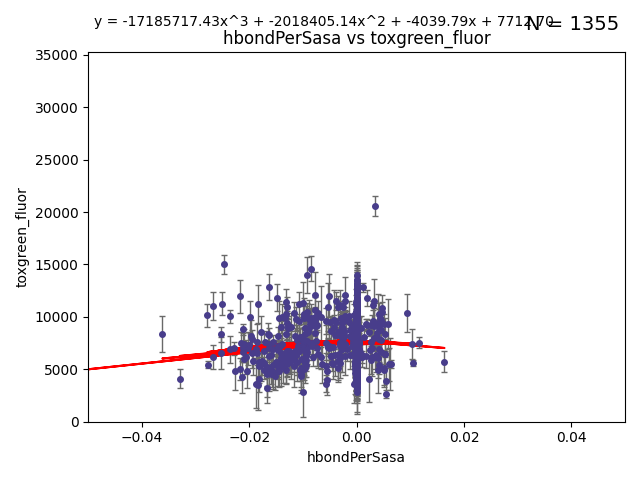 y = -17185717.43x^3 + -2018405.14x^2 + -4039.79x + 7712.70
N = 1355
hbondPerSasa vs toxgreen_fluor
35000
30000
25000
20000
15000
10000
5000
0
toxgreen_fluor
−0.04
−0.02
0.00
0.02
0.04
hbondPerSasa